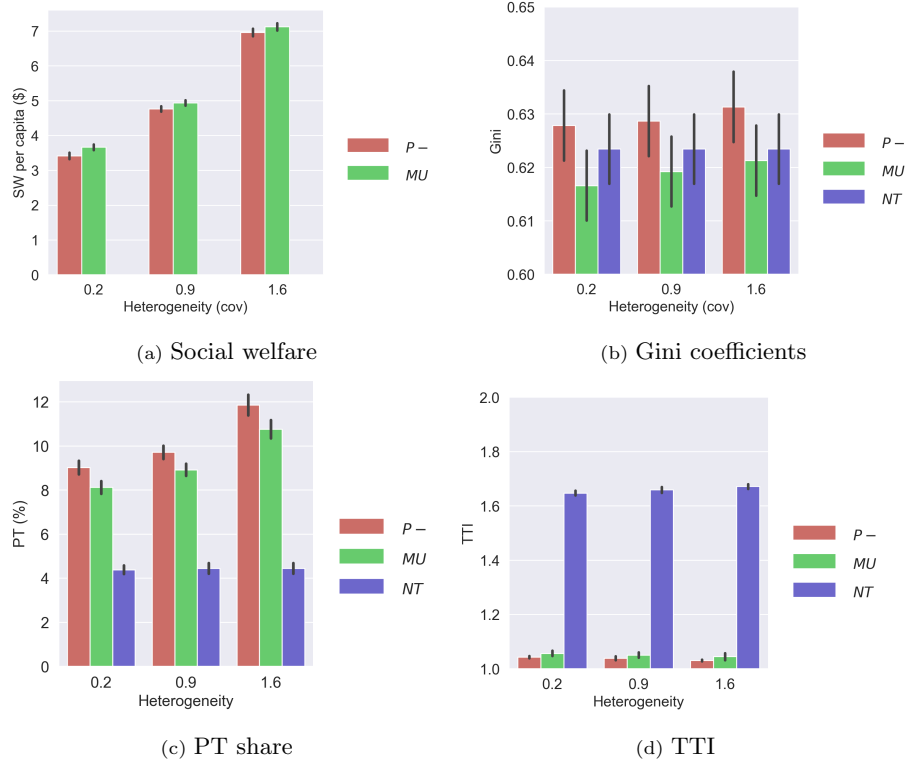 7
6
5
4
3
2
1
0
SW per capita ($)
0.2 0.9 1.6
Heterogeneity (cov)
P −
MU
(a) Social welfare
0.65
0.64
0.63
0.62
0.61
0.60
Gini
0.2 0.9 1.6
Heterogeneity (cov)
P −
MU
NT
(b) Gini coefficients
12
10
8
6
4
2
0
PT (%)
0.2 0.9 1.6
Heterogeneity
P −
MU
NT
(c) PT share
2.0
1.8
1.6
1.4
1.2
1.0
TTI
0.2 0.9 1.6
Heterogeneity
P −
MU
NT
(d) TTI